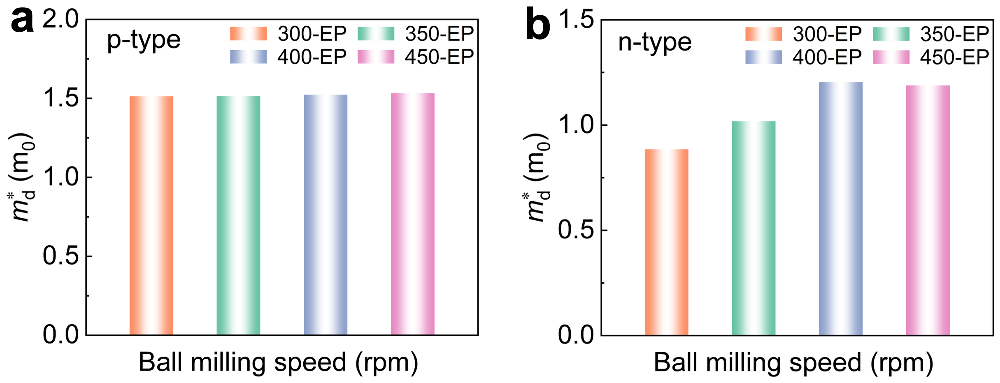 a
2.0
1.5
1.0
0.5
0.0
m*d (m0)
p-type
300-EP 350-EP
400-EP 450-EP
Ball milling speed (rpm)
b
1.5
1.0
0.5
0.0
m*d (m0)
n-type
300-EP 350-EP
400-EP 450-EP
Ball milling speed (rpm)